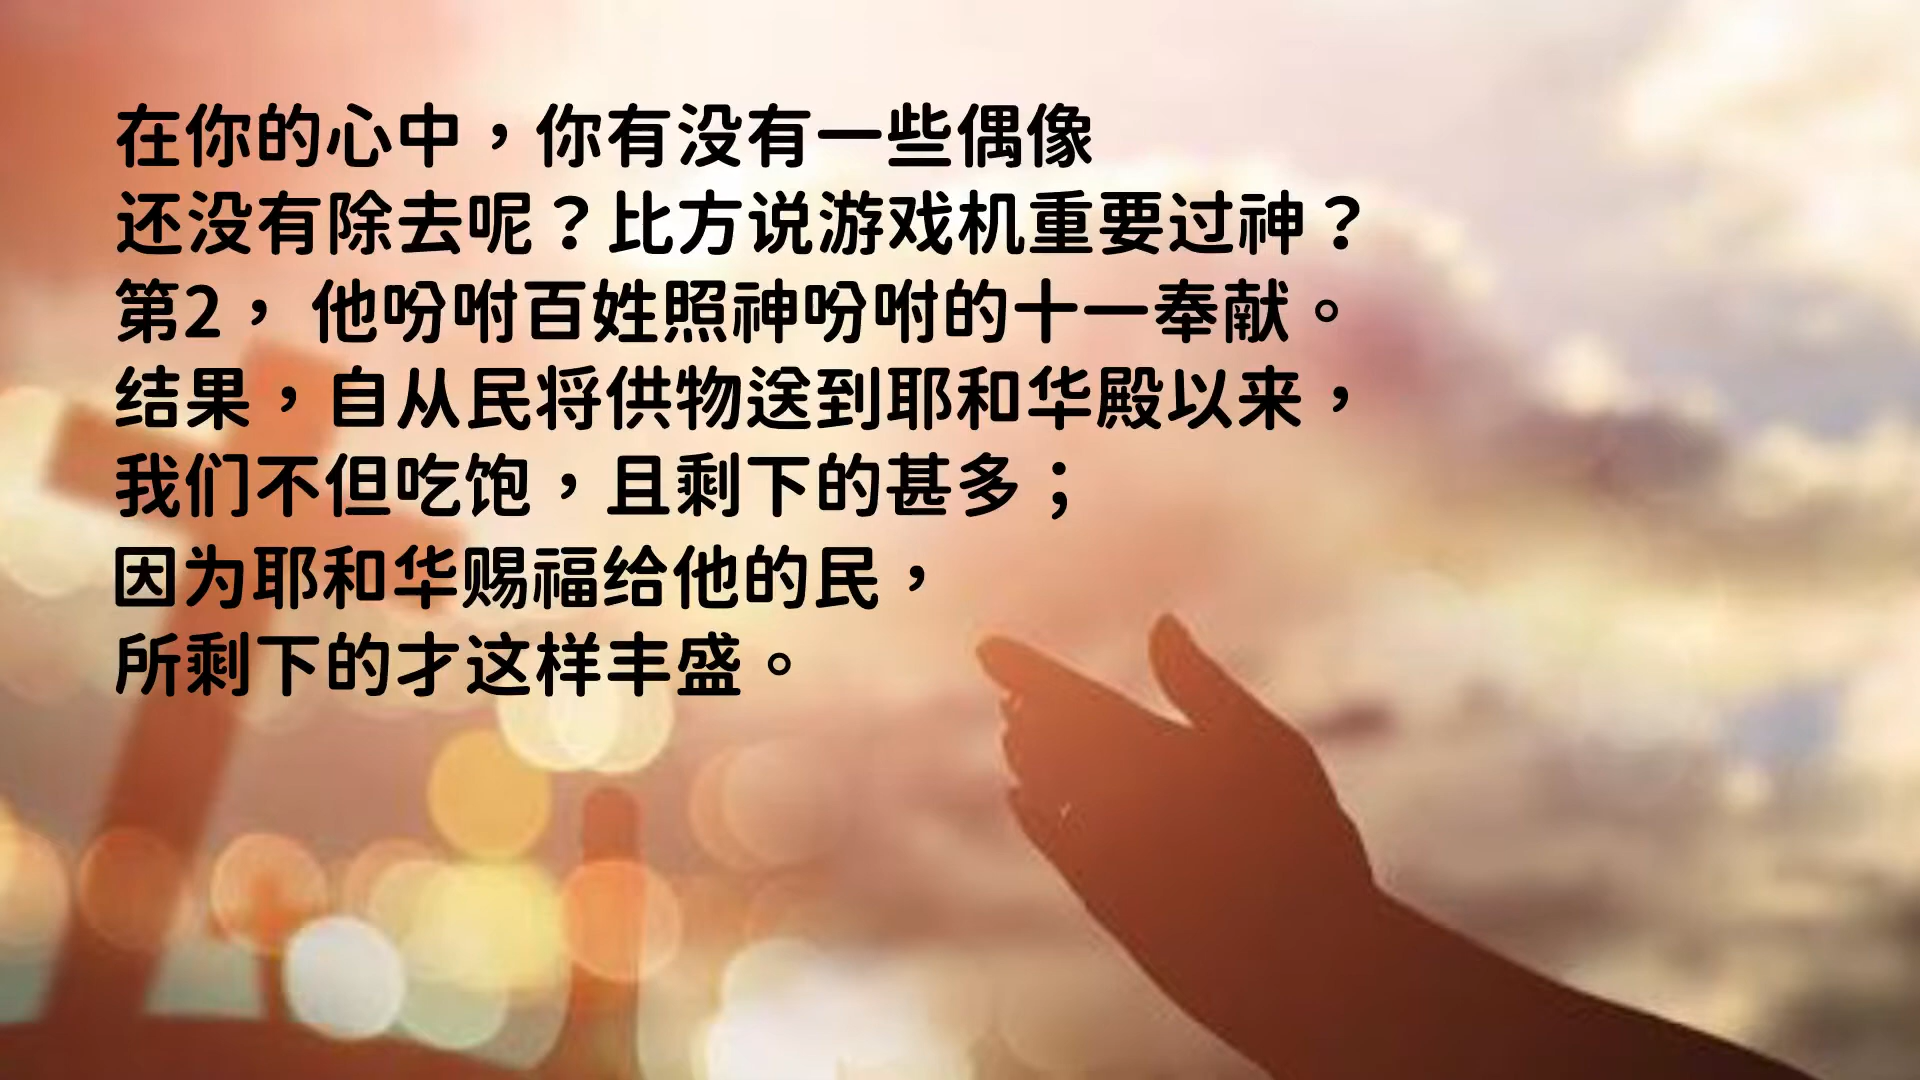 在你的心中，你有没有一些偶像
还没有除去呢？比方说游戏机重要过神？
第2， 他吩咐百姓照神吩咐的十一奉献。
结果，自从民将供物送到耶和华殿以来，
我们不但吃饱，且剩下的甚多；
因为耶和华赐福给他的民，
所剩下的才这样丰盛。